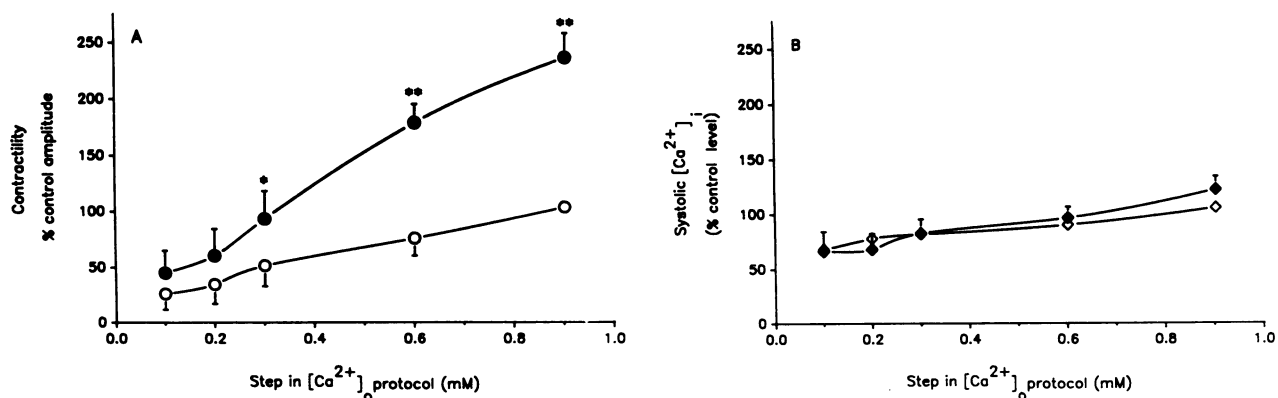 A
** 
**
*
250
200
150
100
50
0
Contractility
% control amplitude
0.0 0.2 0.4 0.6 0.8 1.0
Step in [Ca2+]o protocol (mM)
B
250
200
150
100
50
0
Systolic [Ca2+]i
(% control level)
0.0 0.2 0.4 0.6 0.8 1.0
Step in [Ca2+]o protocol (mM)